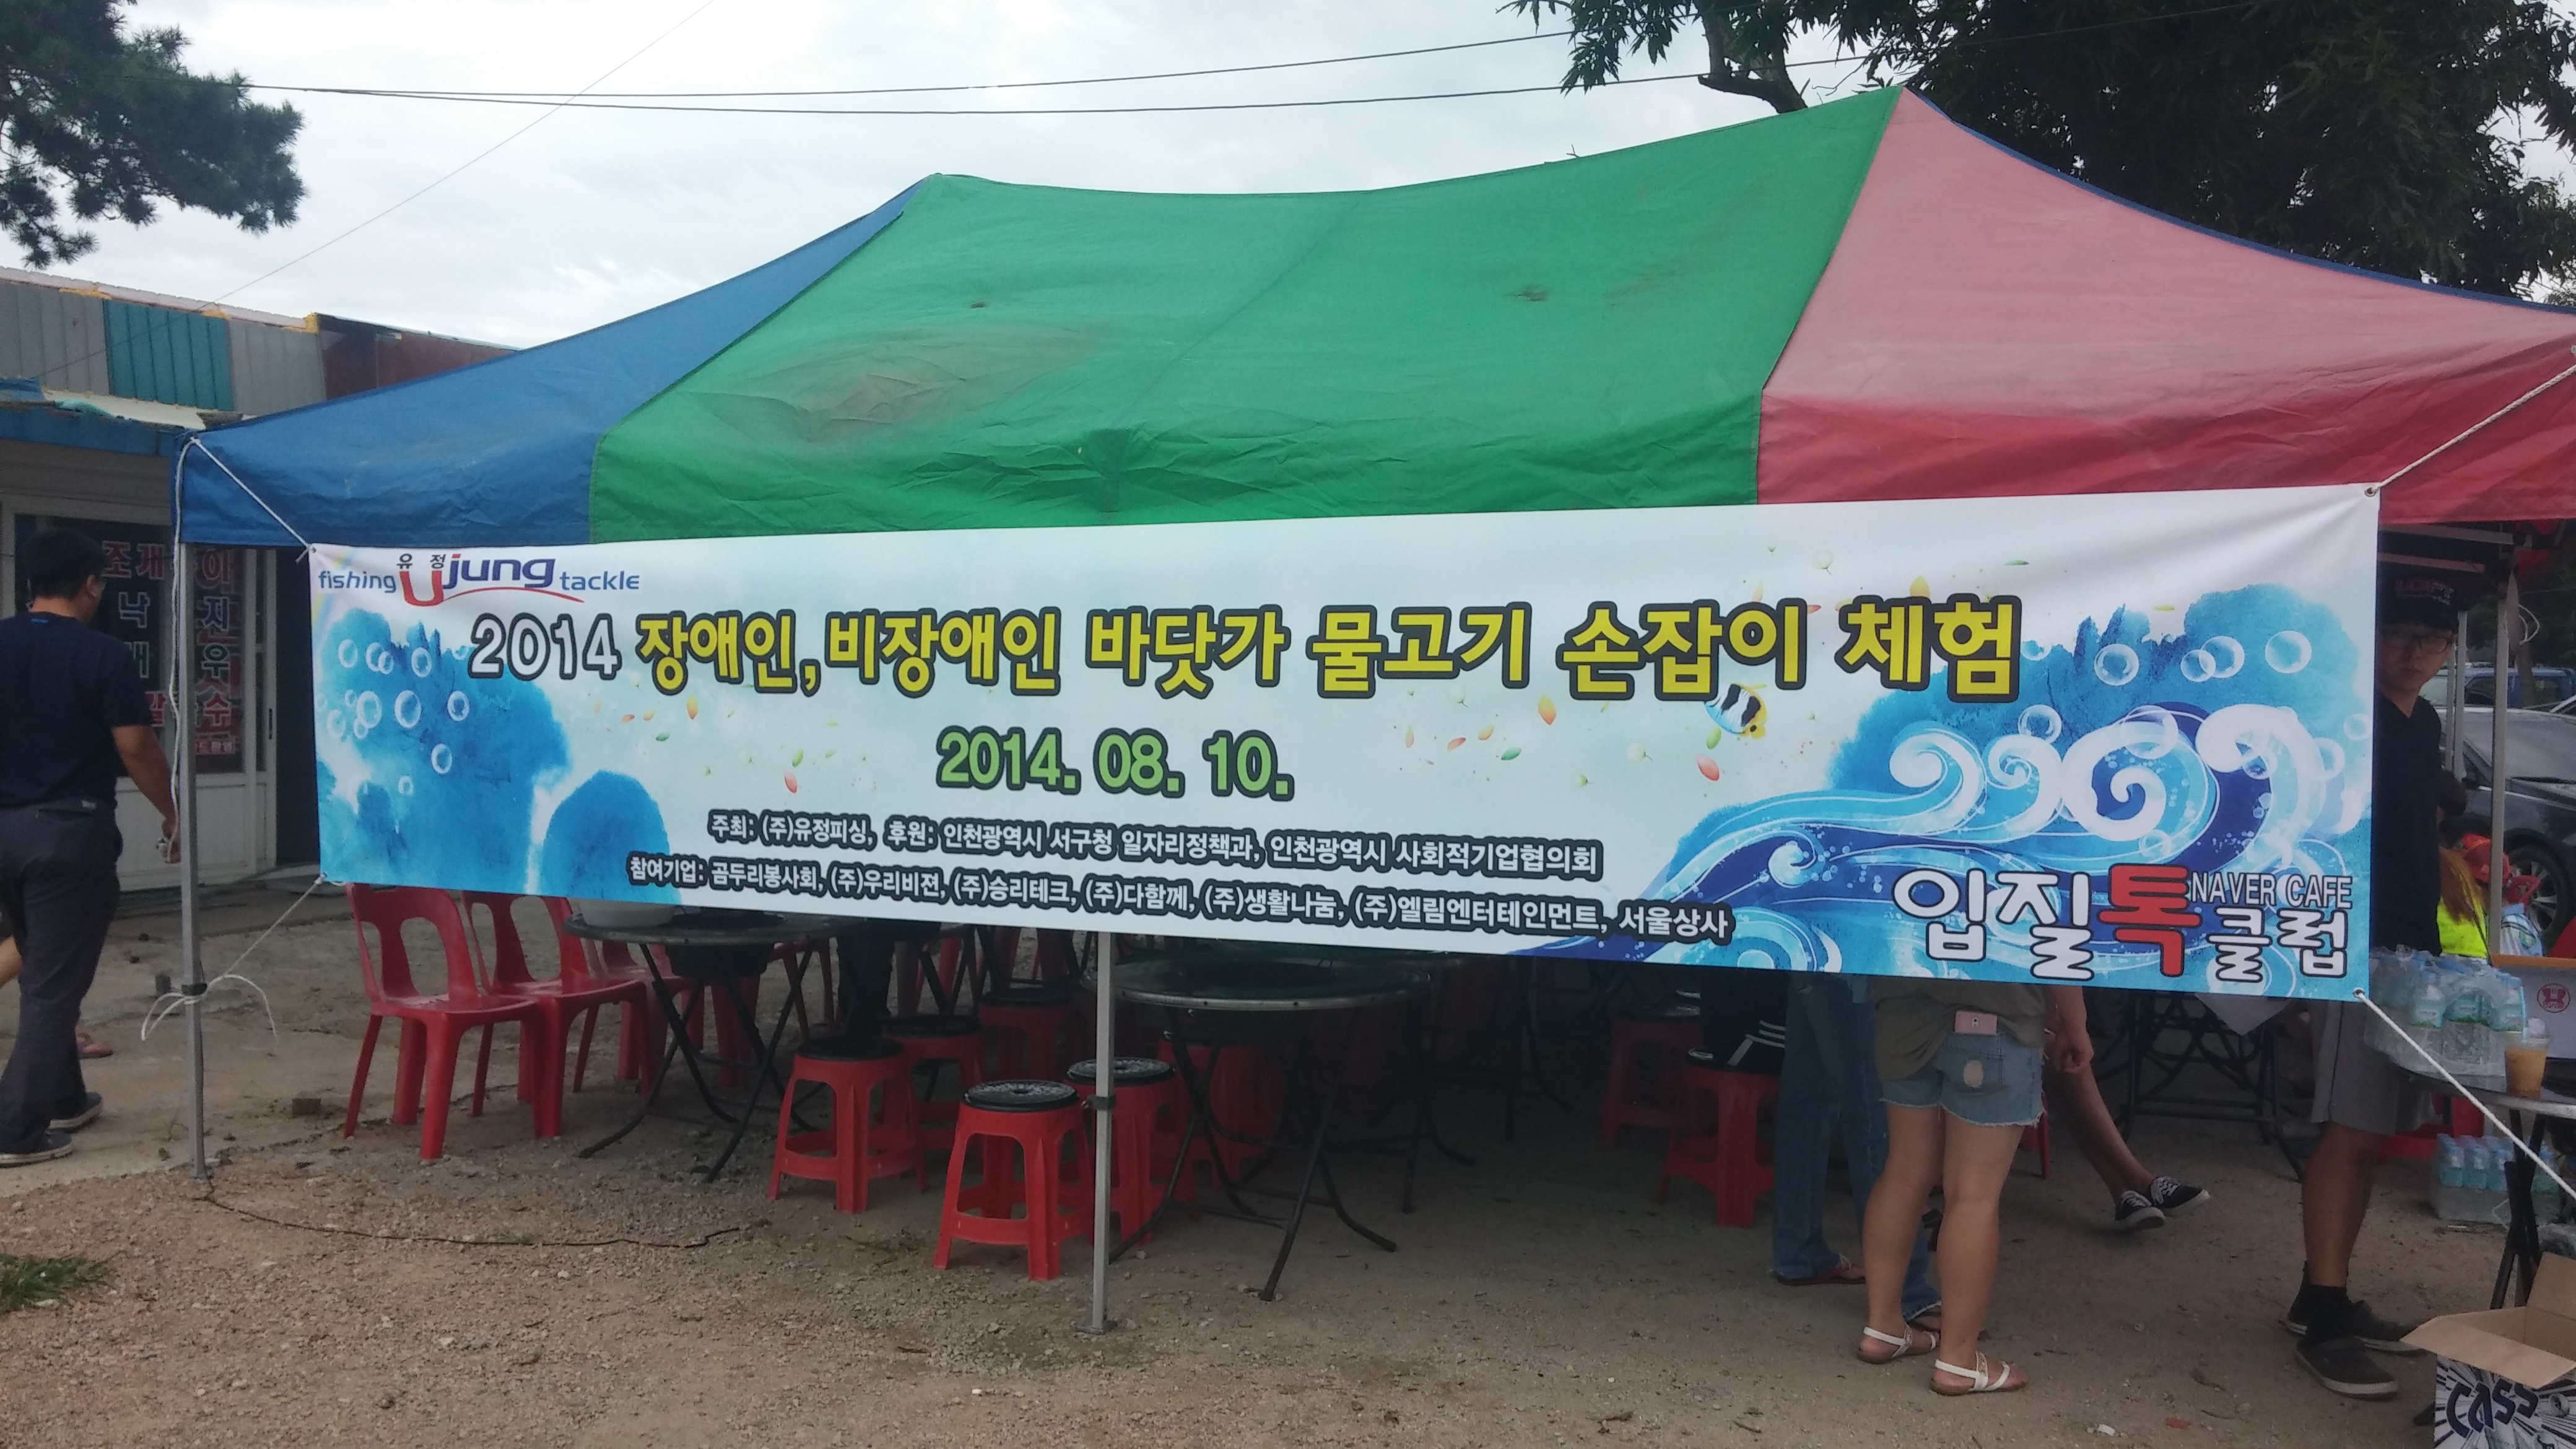 유정
fishing Ujung tackle
2014 장애인, 비장애인 바닷가 물고기 손잡이 체험
2014. 08. 10.
주최: (주)유정피싱, 후원: 인천광역시 서구청 일자리정책과, 인천광역시 사회적기업협의회
참여기업: 곰두리봉사회, (주)우리비젼, (주)승리테크, (주)다함께, (주)생활나눔, (주)엘림엔터테인먼트, 서울상사
NAVER CAFE
입질톡클럽
조개
낙
cass